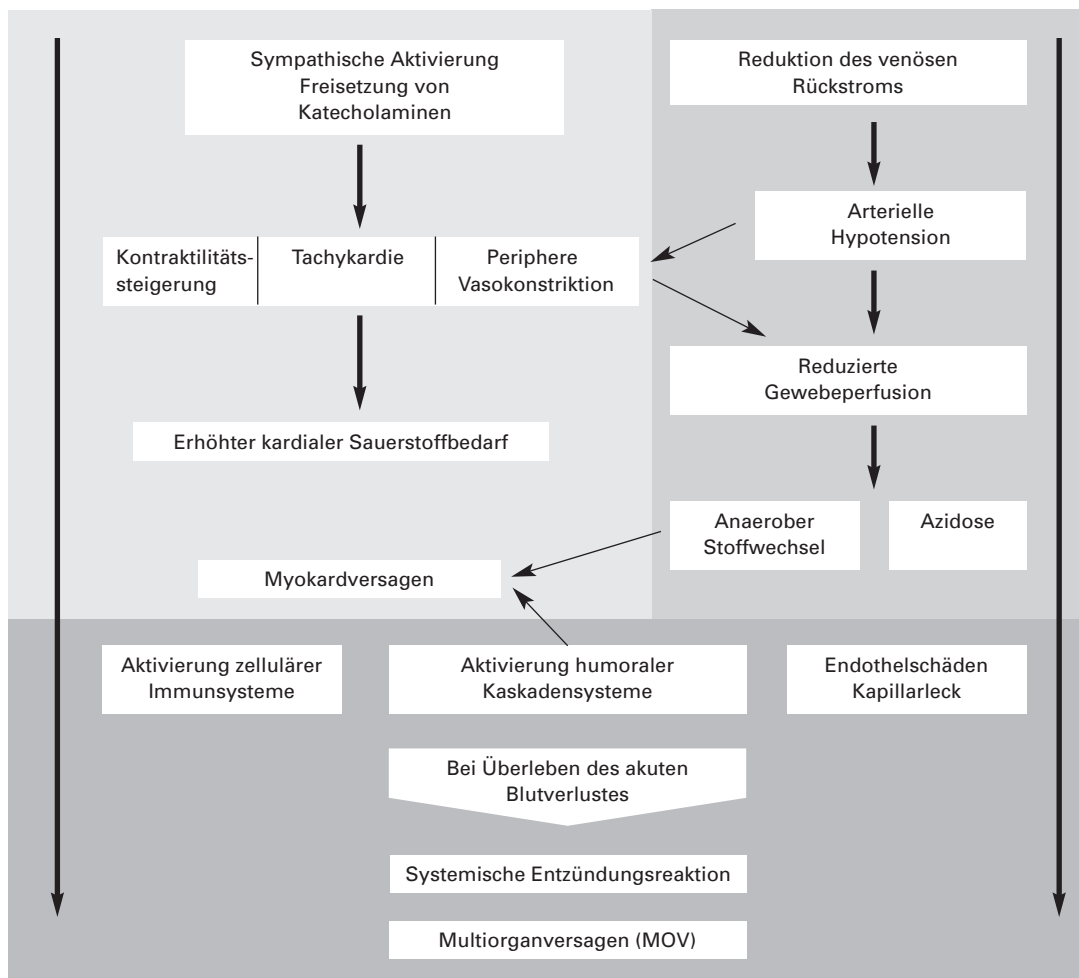 Sympathische Aktivierung
Freisetzung von
Katecholaminen
Reduktion des venösen
Rückstroms
Arterielle
Hypotension
Kontraktilitäts-
steigerung
Tachykardie
Periphere
Vasokonstriktion
Reduzierte
Gewebeperfusion
Erhöhter kardialer Sauerstoffbedarf
Anaerober
Stoffwechsel
Azidose
Myokardversagen
Aktivierung zellulärer
Immunsysteme
Aktivierung humoraler
Kaskadensysteme
Endothelschäden
Kapillarleck
Bei Überleben des akuten
Blutverlustes
Systemische Entzündungsreaktion
Multiorganversagen (MOV)